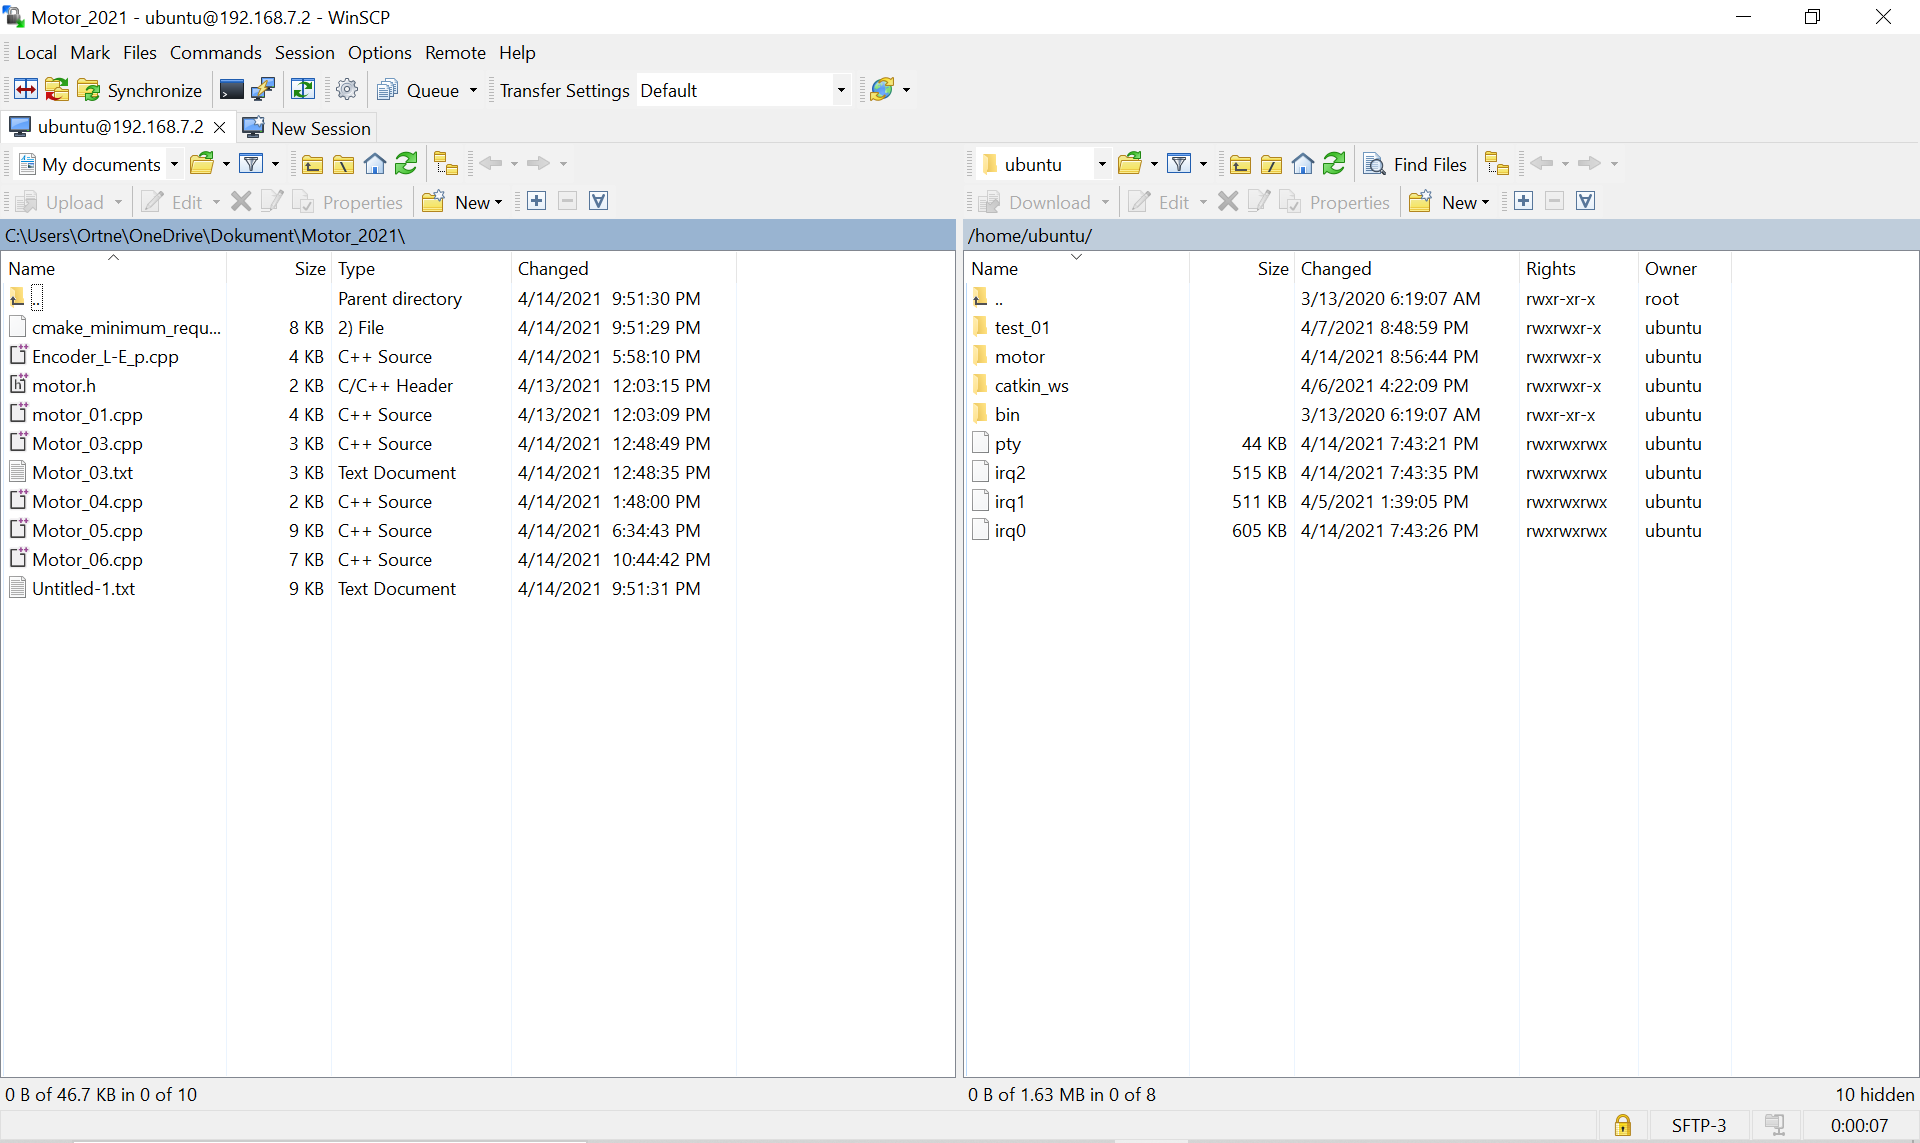 Motor_2021 - ubuntu@192.168.7.2 - WinSCP
Local Mark Files Commands Session Options Remote Help
Synchronize Queue Transfer Settings Default
ubuntu@192.168.7.2 New Session
My documents ubuntu Find Files
Upload Edit Properties New Download Edit Properties New
C:\Users\Ortne\OneDrive\Dokument\Motor_2021\
Name Size Type Changed
.. Parent directory 4/14/2021 9:51:30 PM
cmake_minimum_requ... 8 KB 2) File 4/14/2021 9:51:29 PM
Encoder_L-E_p.cpp 4 KB C++ Source 4/14/2021 5:58:10 PM
motor.h 2 KB C/C++ Header 4/13/2021 12:03:15 PM
motor_01.cpp 4 KB C++ Source 4/13/2021 12:03:09 PM
Motor_03.cpp 3 KB C++ Source 4/14/2021 12:48:49 PM
Motor_03.txt 3 KB Text Document 4/14/2021 12:48:35 PM
Motor_04.cpp 2 KB C++ Source 4/14/2021 1:48:00 PM
Motor_05.cpp 9 KB C++ Source 4/14/2021 6:34:43 PM
Motor_06.cpp 7 KB C++ Source 4/14/2021 10:44:42 PM
Untitled-1.txt 9 KB Text Document 4/14/2021 9:51:31 PM
0 B of 46.7 KB in 0 of 10
/home/ubuntu/
Name Size Changed Rights Owner
.. 3/13/2020 6:19:07 AM rwxr-xr-x root
test_01 4/7/2021 8:48:59 PM rwxrwxr-x ubuntu
motor 4/14/2021 8:56:44 PM rwxrwxr-x ubuntu
catkin_ws 4/6/2021 4:22:09 PM rwxrwxr-x ubuntu
bin 3/13/2020 6:19:07 AM rwxr-xr-x ubuntu
pty 44 KB 4/14/2021 7:43:21 PM rwxrwxrwx ubuntu
irq2 515 KB 4/14/2021 7:43:35 PM rwxrwxrwx ubuntu
irq1 511 KB 4/5/2021 1:39:05 PM rwxrwxrwx ubuntu
irq0 605 KB 4/14/2021 7:43:26 PM rwxrwxrwx ubuntu
0 B of 1.63 MB in 0 of 8 10 hidden
SFTP-3 0:00:07